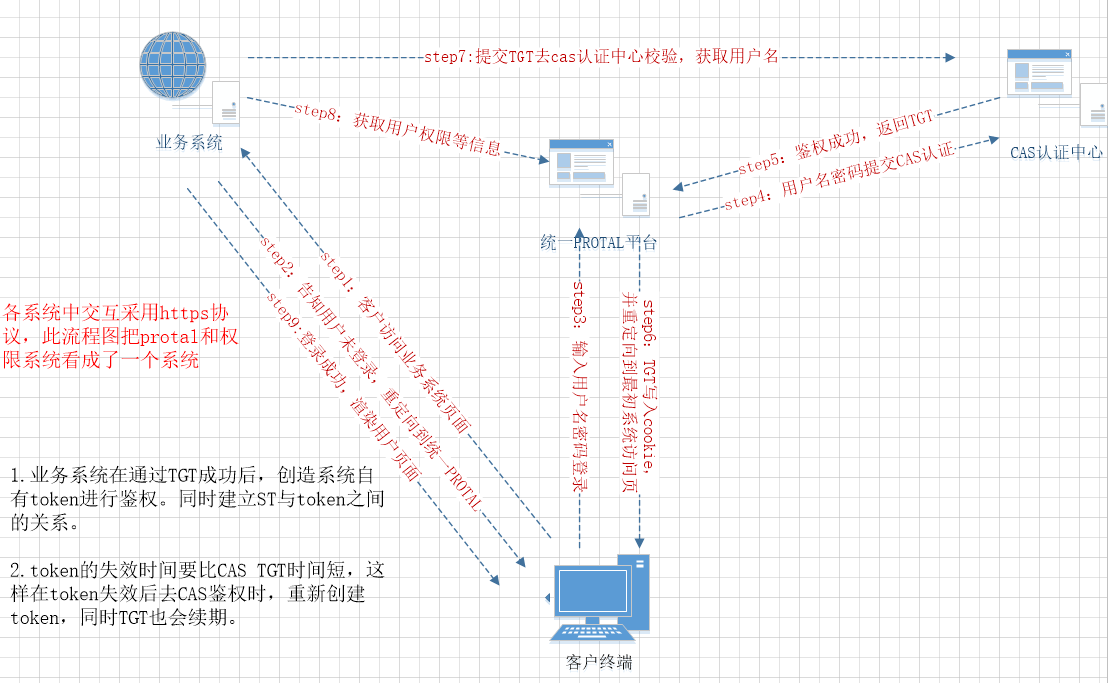 step7:提交TGT去cas认证中心校验，获取用户名
step8：获取用户权限等信息
step5：鉴权成功，返回TGT
step4：用户名密码提交CAS认证
业务系统
CAS认证中心
统一PROTAL平台
step1：客户访问业务系统页面
step2：告知用户未登录，重定向到统一PROTAL
step9:登录成功，渲染用户页面
step3：输入用户名密码登录
step6：TGT写入cookie，
并重定向到最初系统访问页
各系统中交互采用https协
议，此流程图把protal和权
限系统看成了一个系统
1.业务系统在通过TGT成功后，创造系统自
有token进行鉴权。同时建立ST与token之间
的关系。
2.token的失效时间要比CAS TGT时间短，这
样在token失效后去CAS鉴权时，重新创建
token，同时TGT也会续期。
客户终端